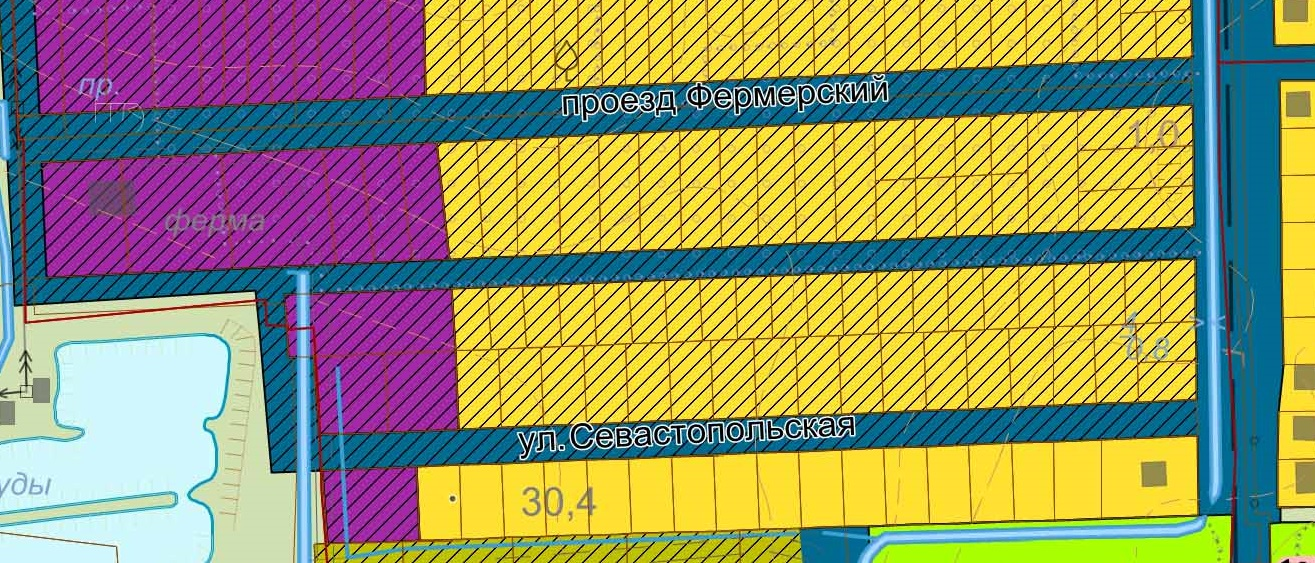 пр.
проезд Фермерский
1,0
ферма
0,8
ул.Севастопольская
уды
30,4